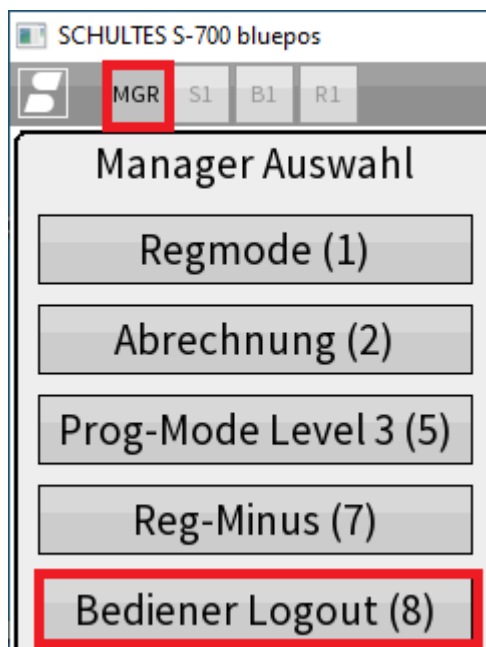 SCHULTES S-700 bluepos
MGR S1 B1 R1
Manager Auswahl
Regmode (1)
Abrechnung (2)
Prog-Mode Level 3 (5)
Reg-Minus (7)
Bediener Logout (8)